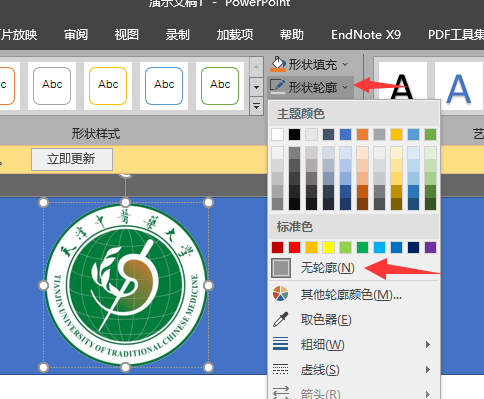 演示文稿1 - PowerPoint
片放映 审阅 视图 录制 加载项 帮助 EndNote X9 PDF工具集
Abc Abc Abc Abc
形状填充
形状轮廓
A A
形状样式
艺
立即更新
主题颜色
标准色
无轮廓(N)
其他轮廓颜色(M)...
取色器(E)
粗细(W)
虚线(S)
箭头(R)
天津中醫藥大學
TIANJIN UNIVERSITY OF TRADITIONAL CHINESE MEDICINE